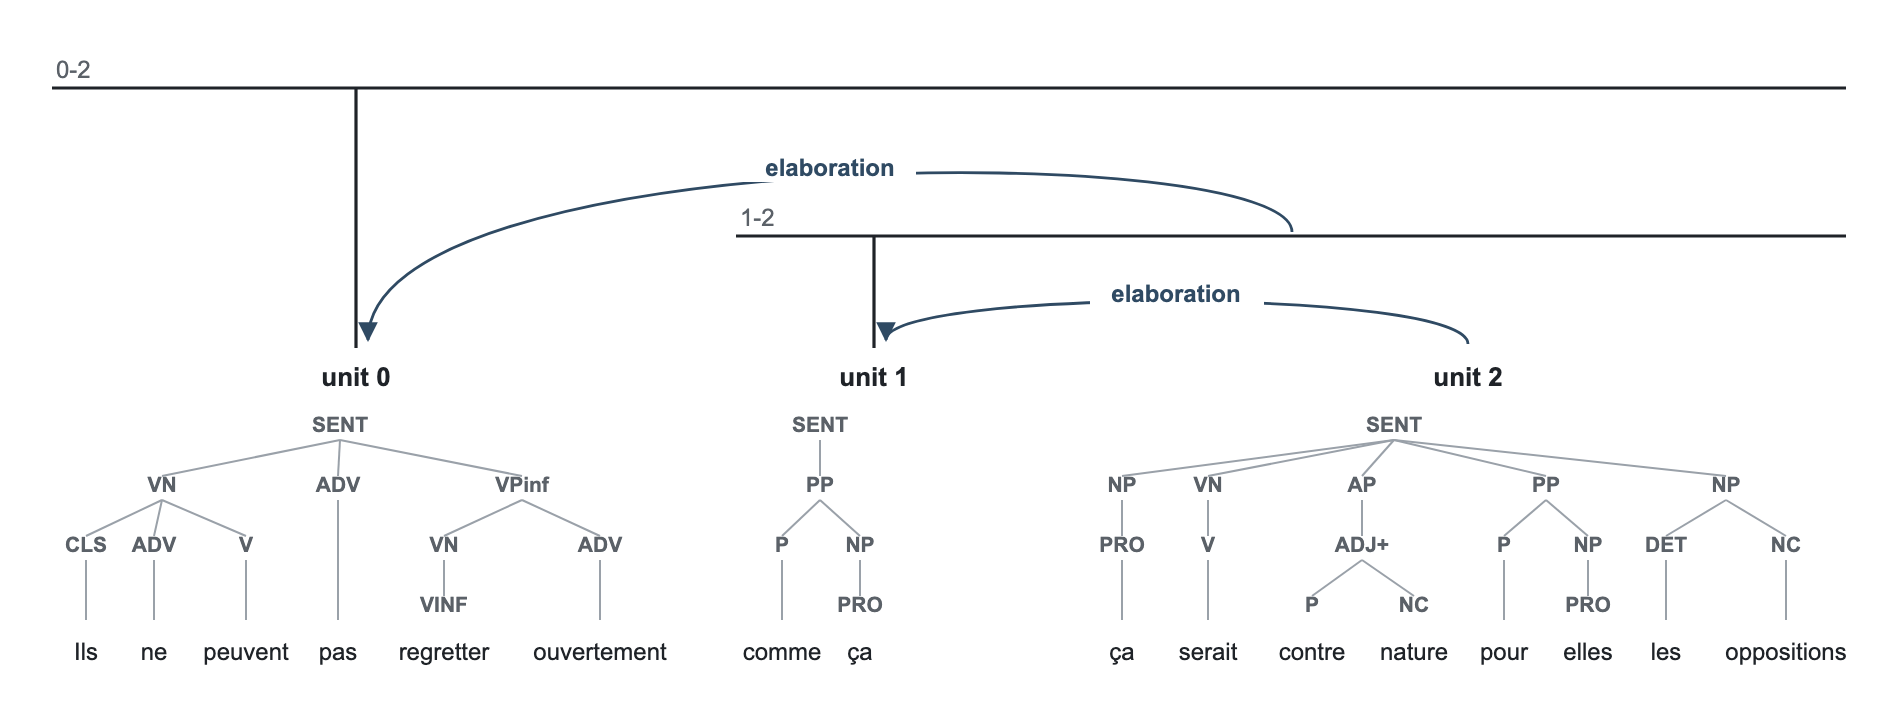 0-2
elaboration
1-2
elaboration
unit 0 unit 1 unit 2
SENT SENT SENT
VN ADV VPinf PP NP VN AP PP NP
CLS ADV V VN ADV P NP PRO V ADJ+ P NP DET NC
VINF PRO P NC PRO
Ils ne peuvent pas regretter ouvertement comme ça ça serait contre nature pour elles les oppositions